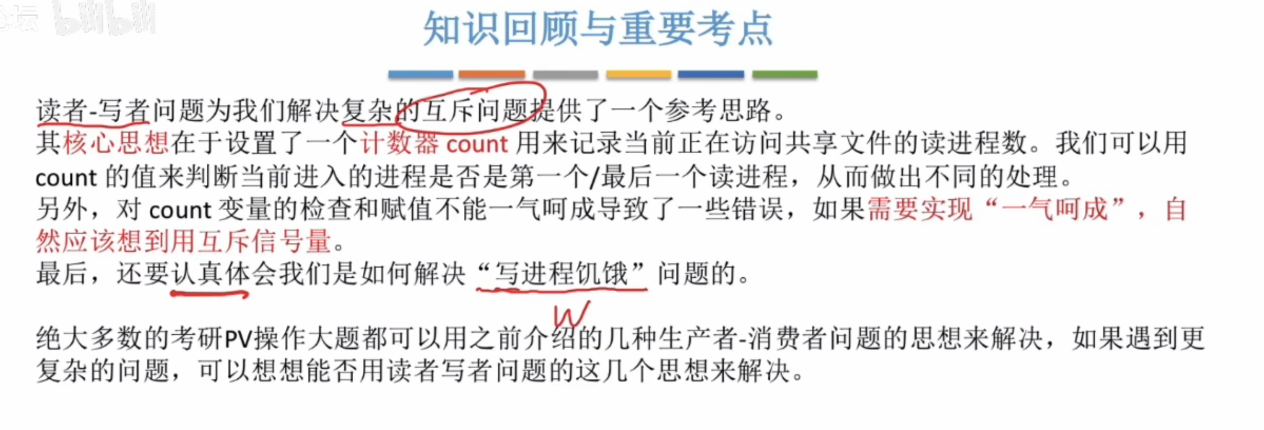 坛 bilibili
知识回顾与重要考点
读者-写者问题为我们解决复杂的互斥问题提供了一个参考思路。
其核心思想在于设置了一个计数器 count 用来记录当前正在访问共享文件的读进程数。我们可以用
count 的值来判断当前进入的进程是否是第一个/最后一个读进程，从而做出不同的处理。
另外，对 count 变量的检查和赋值不能一气呵成导致了一些错误，如果需要实现“一气呵成”，自
然应该想到用互斥信号量。
最后，还要认真体会我们是如何解决“写进程饥饿”问题的。
W
绝大多数的考研PV操作大题都可以用之前介绍的几种生产者-消费者问题的思想来解决，如果遇到更
复杂的问题，可以想想能否用读者写者问题的这几个思想来解决。